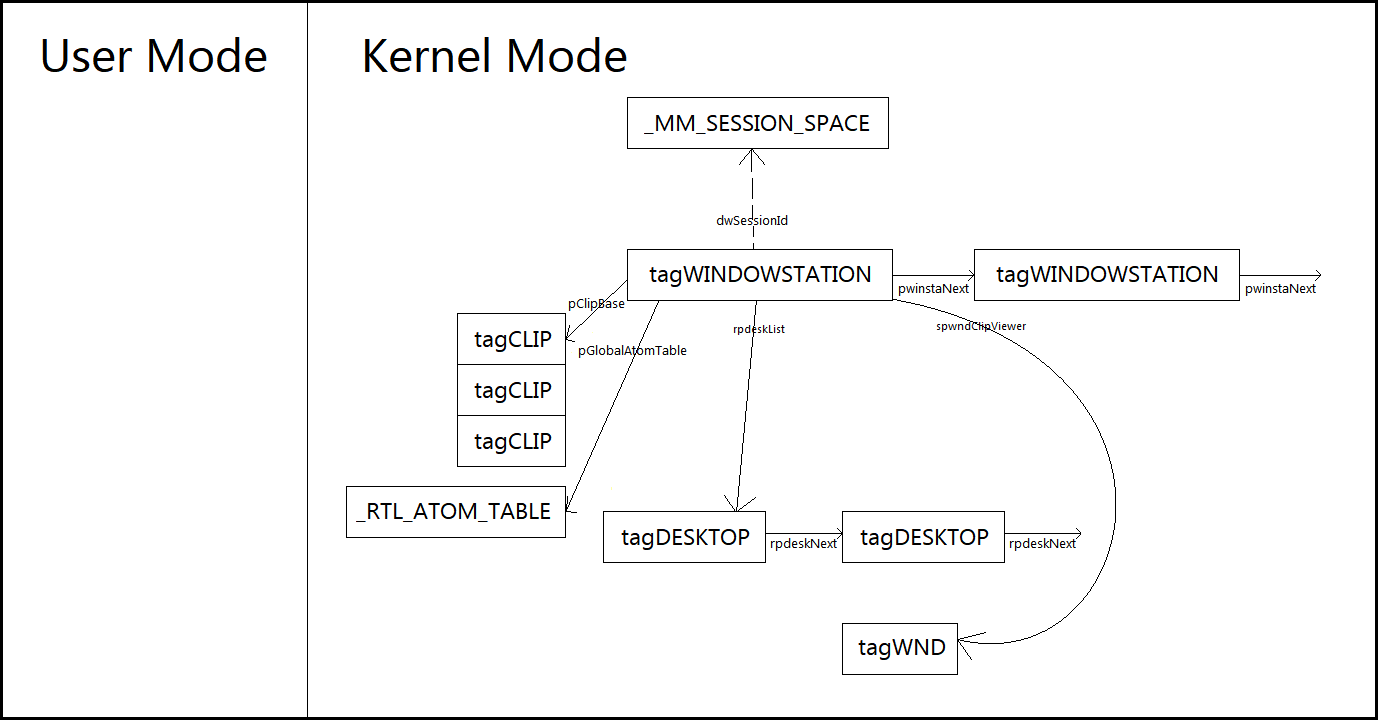 User Mode
Kernel Mode
_MM_SESSION_SPACE
dwSessionId
tagWINDOWSTATION
pwinstaNext
tagWINDOWSTATION
pwinstaNext
pClipBase
pGlobalAtomTable
rpdeskList
spwndClipViewer
tagCLIP
tagCLIP
tagCLIP
_RTL_ATOM_TABLE
tagDESKTOP
rpdeskNext
tagDESKTOP
rpdeskNext
tagWND